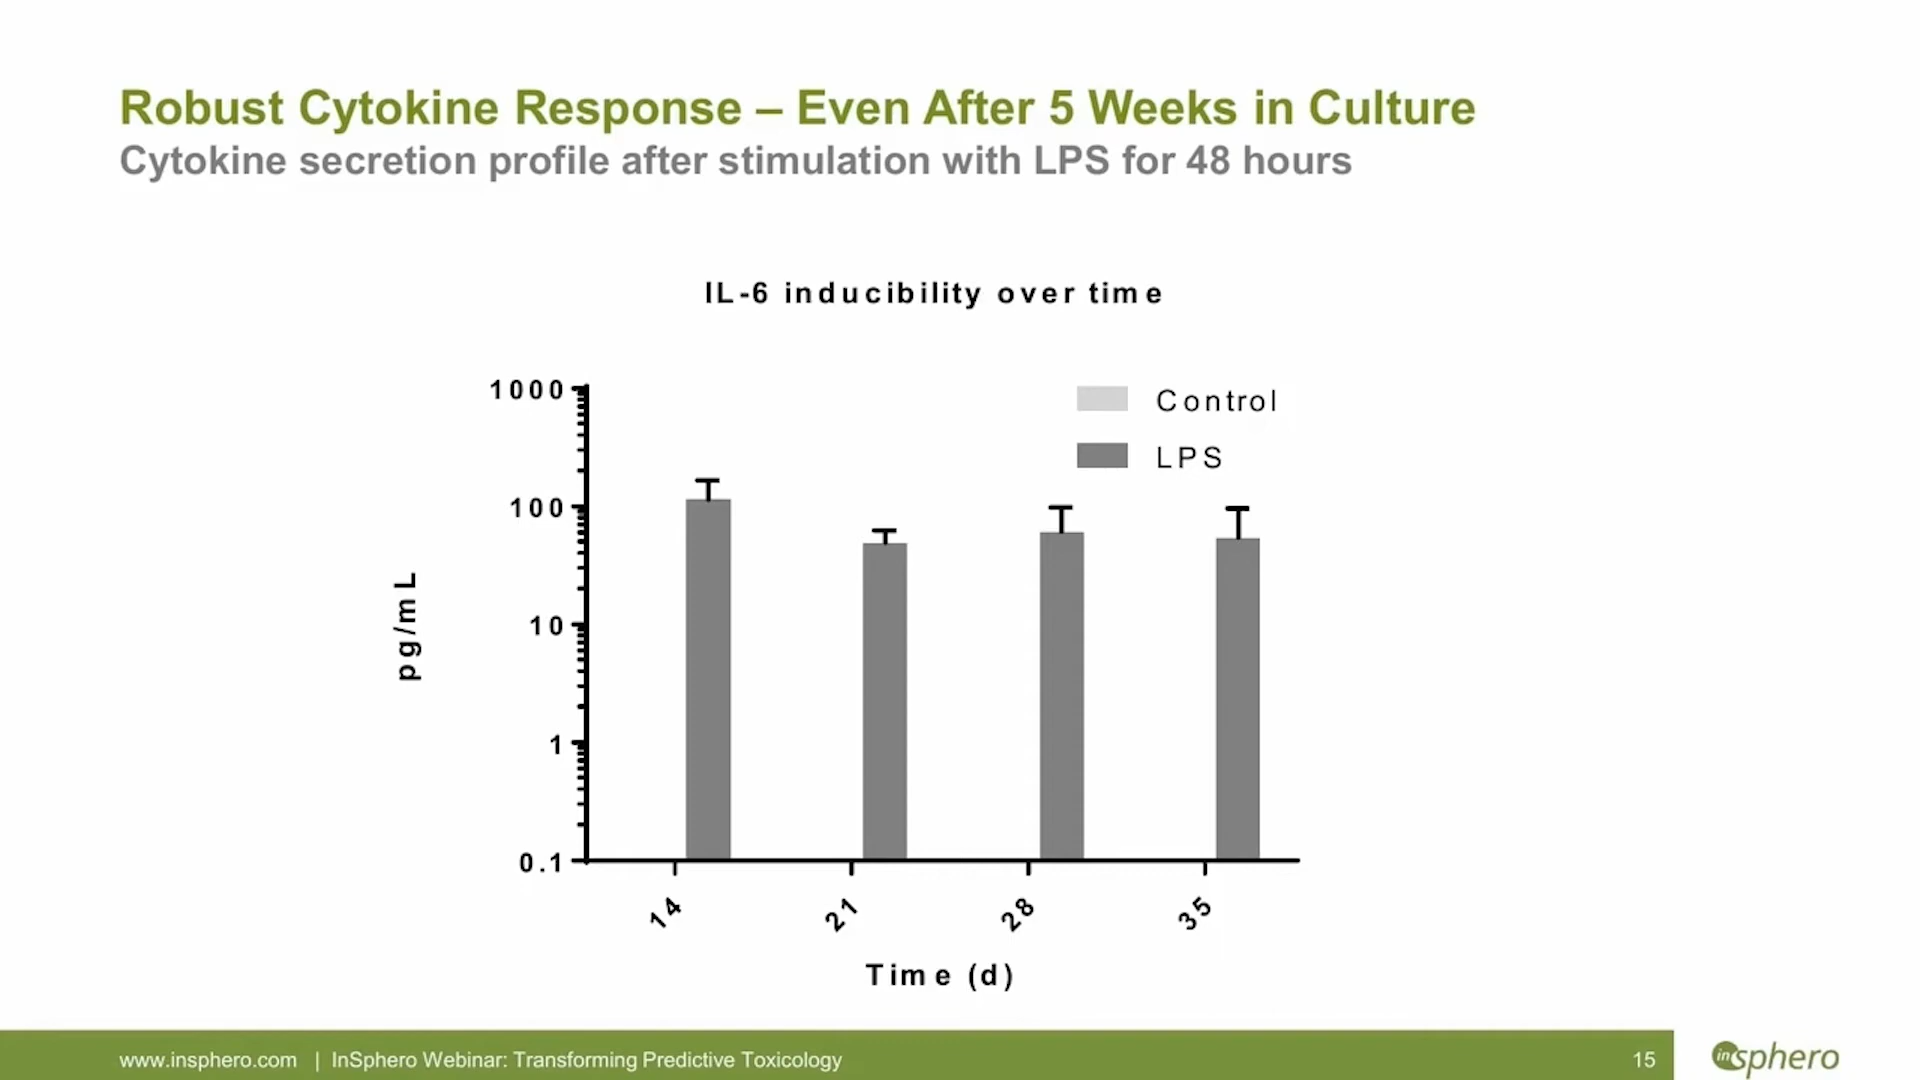 Robust Cytokine Response – Even After 5 Weeks in Culture
Cytokine secretion profile after stimulation with LPS for 48 hours
IL-6 inducibility over time
1000
100
10
1
0.1
pg/mL
Control
LPS
14
21
28
35
Time (d)
www.insphero.com | InSphero Webinar: Transforming Predictive Toxicology
15
insphero